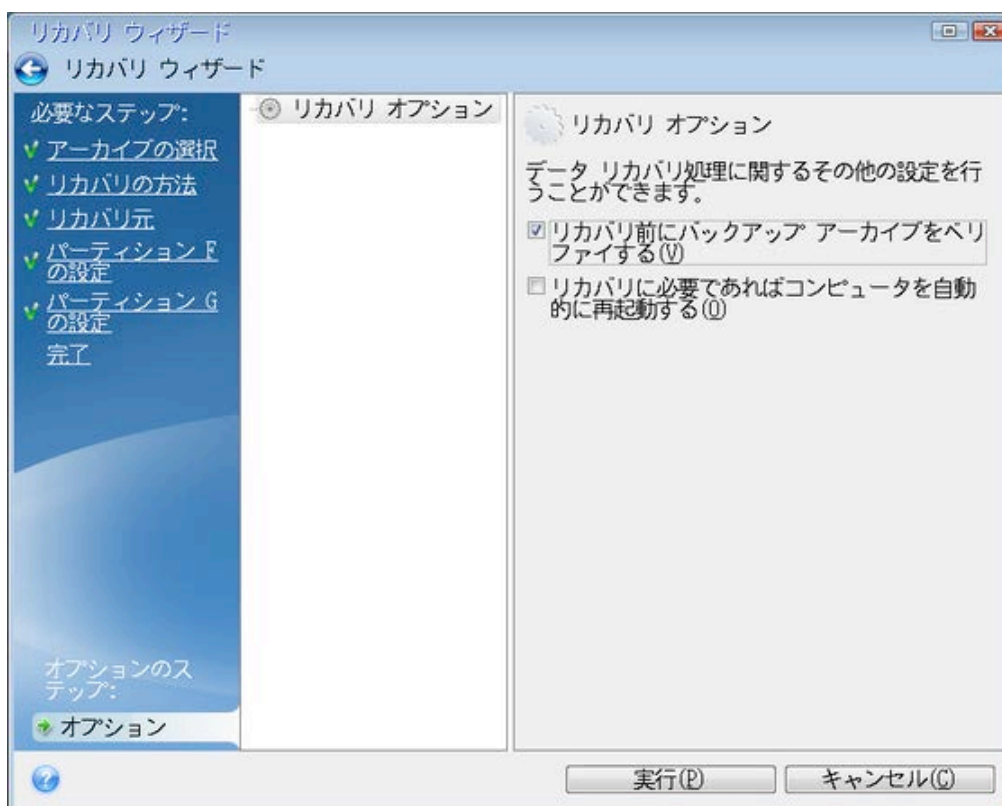 リカバリ ウィザード
リカバリ ウィザード
必要なステップ:
アーカイブの選択
リカバリの方法
リカバリ元
パーティション F
の設定
パーティション G
の設定
完了
オプションのス
テップ:
オプション
リカバリ オプション
リカバリ オプション
データ リカバリ処理に関するその他の設定を行
うことができます。
リカバリ前にバックアップ アーカイブをベリ
ファイする(V)
リカバリに必要であればコンピュータを自動
的に再起動する(O)
実行(P)
キャンセル(C)